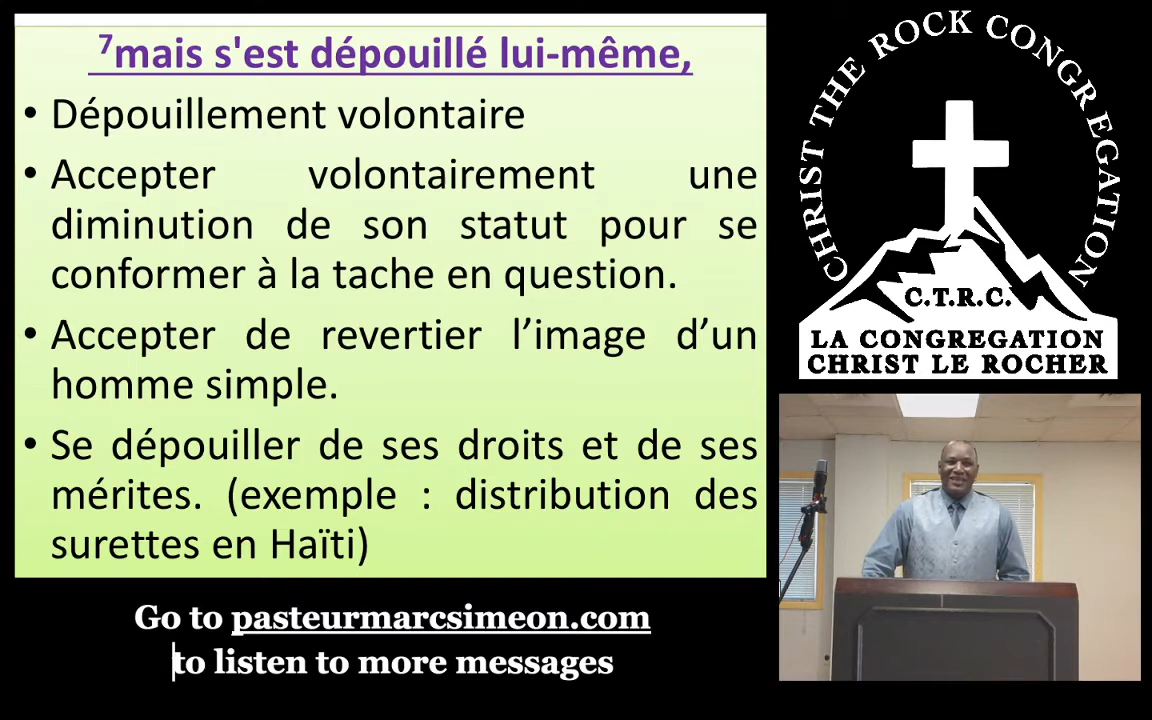 ⁷mais s'est dépouillé lui-même,
• Dépouillement volontaire
• Accepter volontairement une
diminution de son statut pour se
conformer à la tache en question.
• Accepter de revertier l’image d’un
homme simple.
• Se dépouiller de ses droits et de ses
mérites. (exemple : distribution des
surettes en Haïti)
Go to pasteurmarcsimeon.com
to listen to more messages
CHRIST THE ROCK CONGREGATION
C.T.R.C.
LA CONGREGATION
CHRIST LE ROCHER